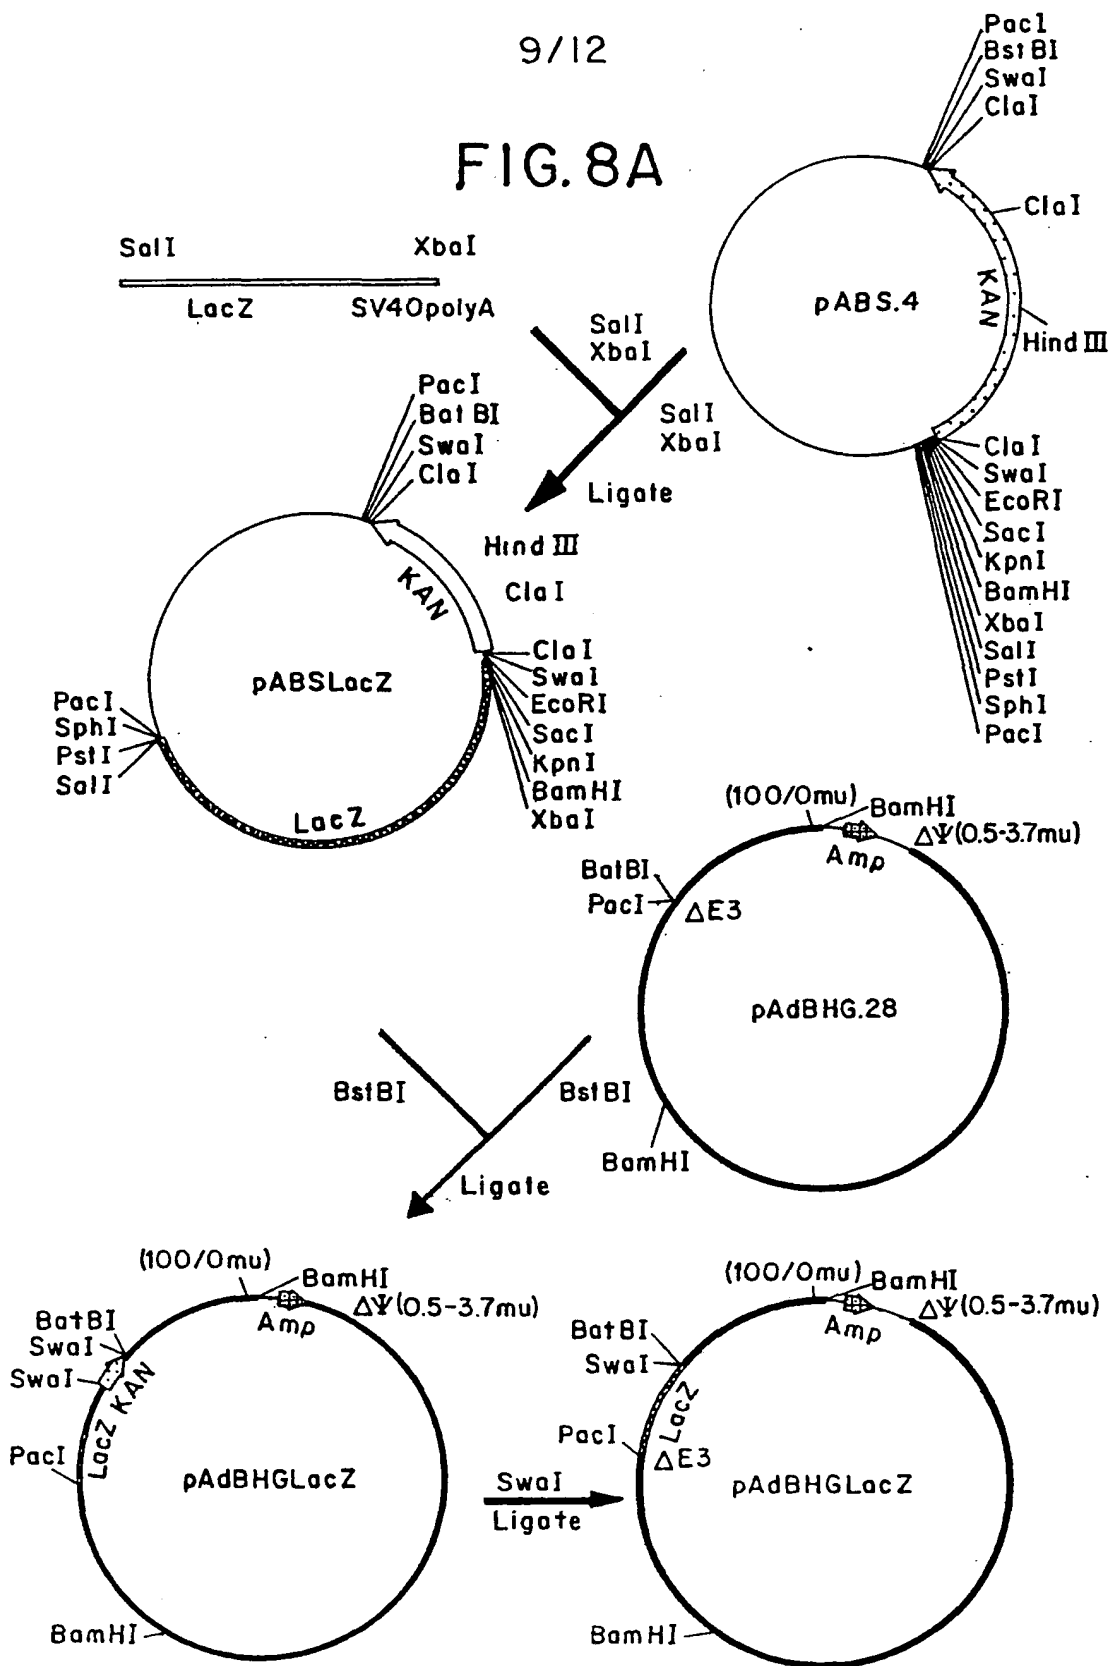 9/12
FIG. 8A
PacI
BstBI
SwaI
ClaI
ClaI
KAN
pABS.4
Hind III
ClaI
SwaI
EcoRI
SacI
KpnI
BamHI
XbaI
SalI
PstI
SphI
PacI
SalI
XbaI
LacZ
SV40polyA
SalI
XbaI
SalI
XbaI
Ligate
PacI
BatBI
SwaI
ClaI
Hind III
ClaI
KAN
pABSLacZ
ClaI
SwaI
EcoRI
SacI
KpnI
BamHI
XbaI
PacI
SphI
PstI
SalI
LacZ
(100/0mu)
BamHI
ΔΨ(0.5-3.7mu)
Amp
BatBI
PacI
ΔE3
pAdBHG.28
BamHI
BstBI
BstBI
Ligate
(100/0mu)
BamHI
ΔΨ(0.5-3.7mu)
Amp
BatBI
SwaI
SwaI
LacZ KAN
PacI
pAdBHGLacZ
BamHI
SwaI
Ligate
(100/0mu)
BamHI
ΔΨ(0.5-3.7mu)
Amp
BatBI
SwaI
LacZ
PacI
ΔE3
pAdBHGLacZ
BamHI